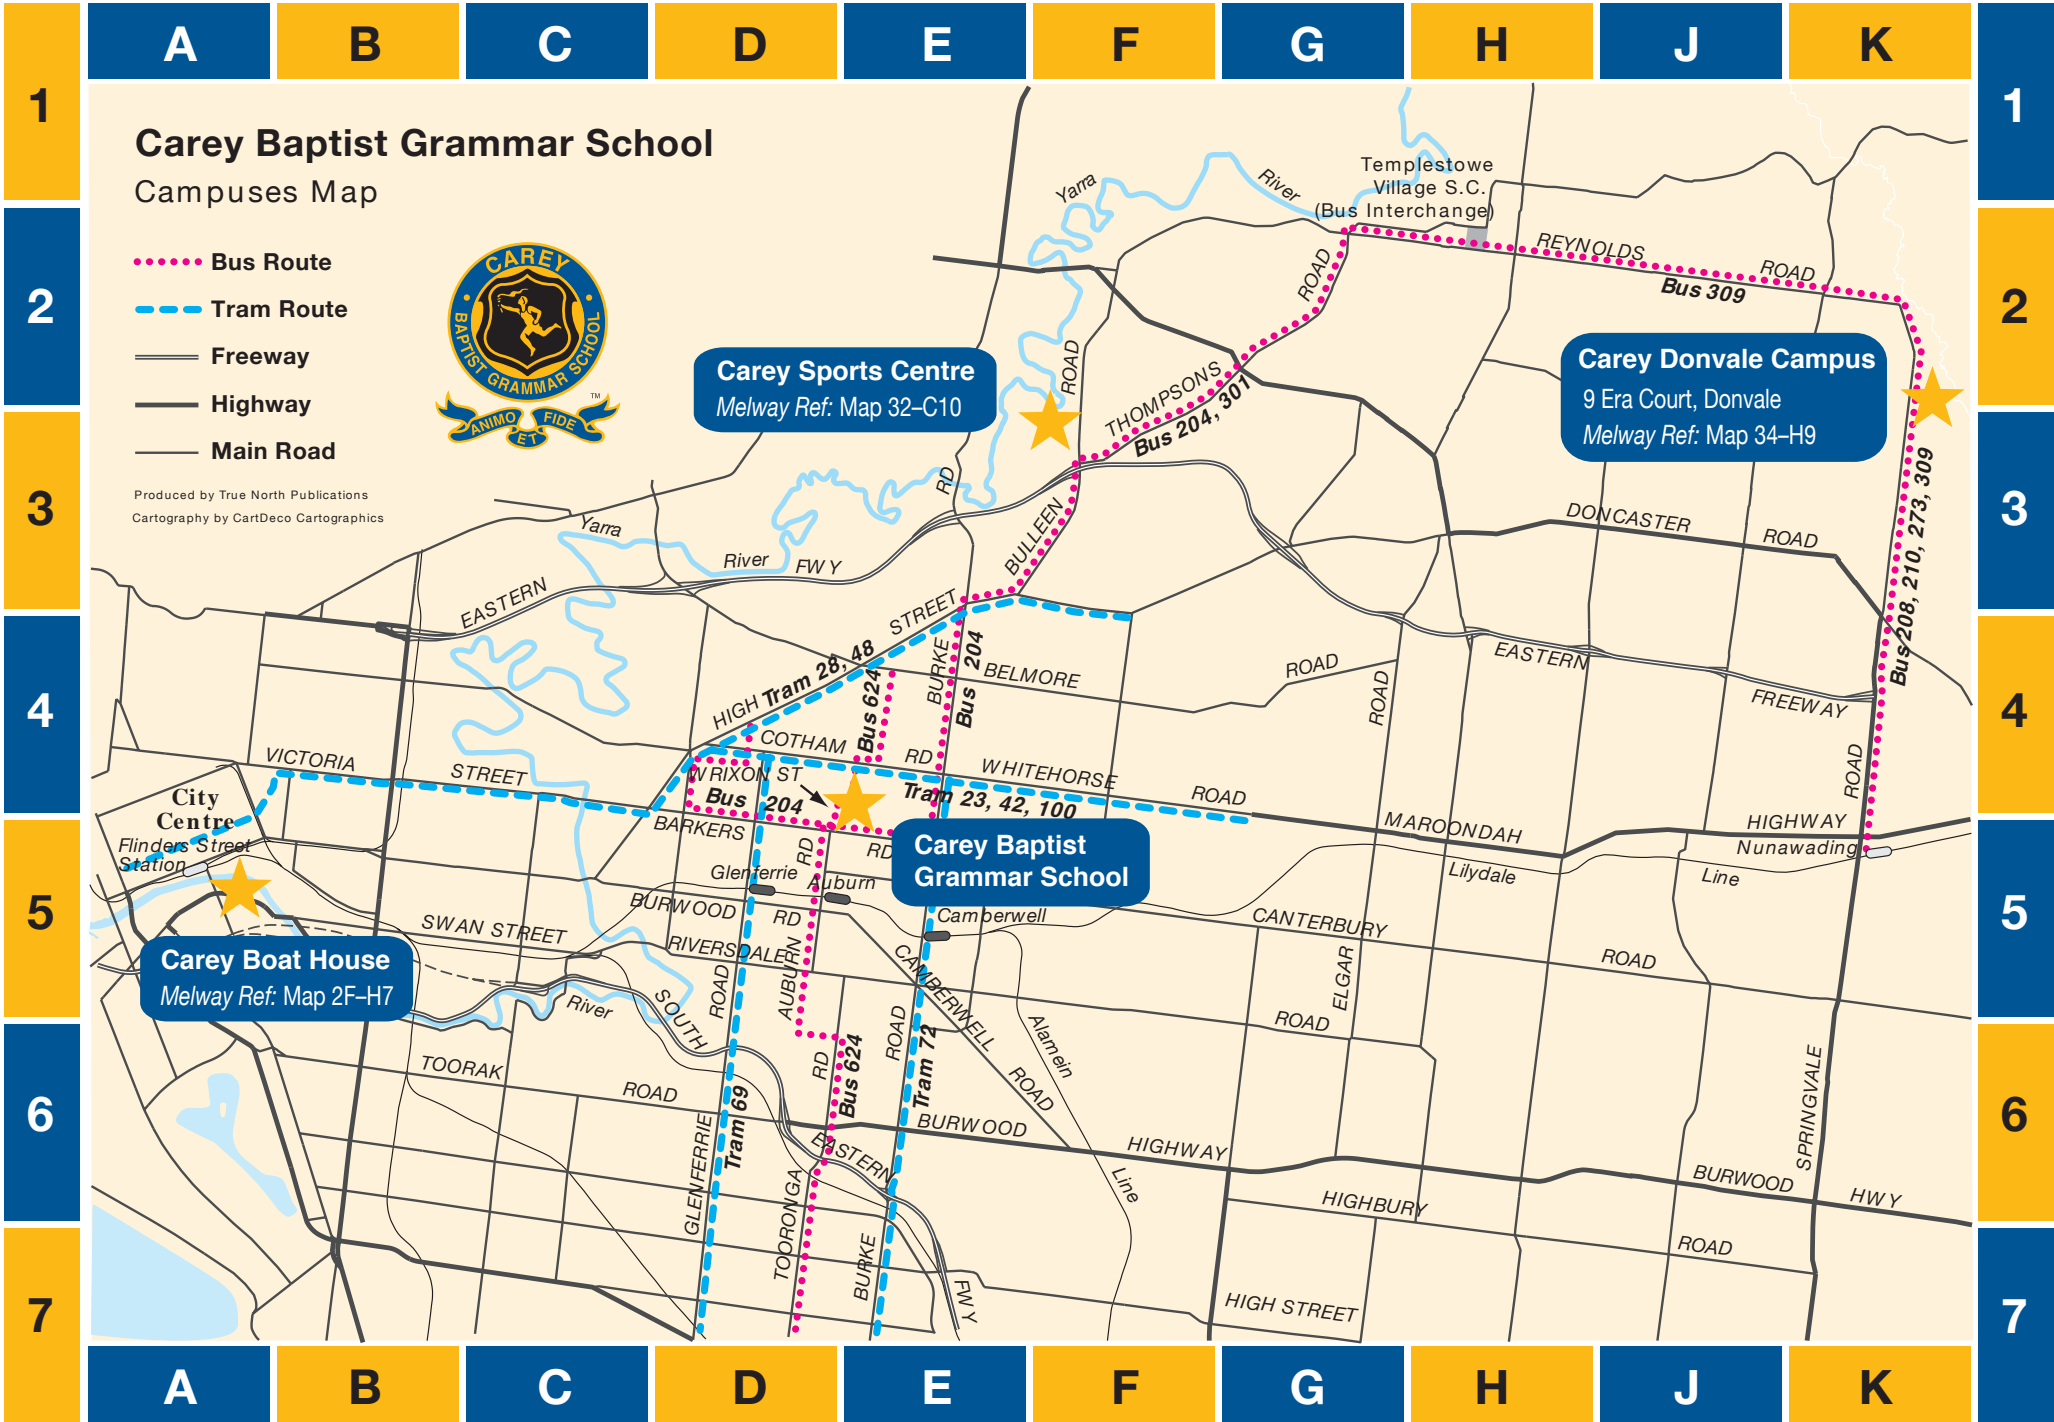 A B C D E F G H J K
1 1
Carey Baptist Grammar School
Campuses Map
Bus Route
Tram Route
Freeway
Highway
Main Road
Produced by True North Publications
Cartography by CartDeco Cartographics
CAREY
BAPTIST GRAMMAR SCHOOL
TM
ANIMO ET FIDE
Yarra
River
Templestowe
Village S.C.
(Bus Interchange)
2 2
REYNOLDS ROAD
Bus 309
ROAD
Carey Sports Centre
Melway Ref: Map 32–C10
ROAD
THOMPSONS
Bus 204, 301
Carey Donvale Campus
9 Era Court, Donvale
Melway Ref: Map 34–H9
3 3
RD
BULLEEN
Yarra
River
FWY
EASTERN
DONCASTER ROAD
Bus 208, 210, 273, 309
STREET
4 4
HIGH
Tram 28, 48
Bus 624
BURKE
Bus 204
BELMORE
ROAD
ROAD
EASTERN
FREEWAY
ROAD
VICTORIA
STREET
COTHAM
RD
WHITEHORSE
ROAD
WRIXON ST
Bus 204
Tram 23, 42, 100
City
Centre
Flinders Street
Station
BARKERS
RD
RD
MAROONDAH
HIGHWAY
Nunawading
Carey Baptist
Grammar School
Glenferrie
Auburn
Lilydale
Line
5 5
BURWOOD
RD
Camberwell
CANTERBURY
ROAD
SWAN STREET
RIVERSDALE
Carey Boat House
Melway Ref: Map 2F–H7
River
SOUTH
ROAD
AUBURN
CAMBERWELL
ROAD
ROAD
ELGAR
ROAD
Alamein
Line
6 6
TOORAK
ROAD
RD
Bus 624
Tram 72
Tram 69
GLENFERRIE
EASTERN
BURWOOD
HIGHWAY
SPRINGVALE
BURWOOD
HWY
HIGHBURY
ROAD
TOORONGA
BURKE
FWY
HIGH STREET
7 7
A B C D E F G H J K